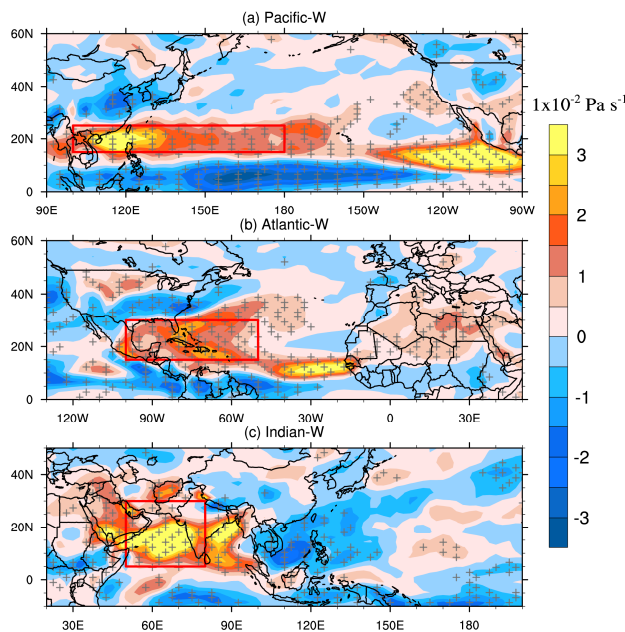 (a) Pacific-W
60N
40N
20N
0
90E 120E 150E 180 150W 120W 90W
(b) Atlantic-W
60N
40N
20N
0
120W 90W 60W 30W 0 30E
(c) Indian-W
40N
20N
0
30E 60E 90E 120E 150E 180
1x10⁻² Pa s⁻¹
3
2
1
0
-1
-2
-3